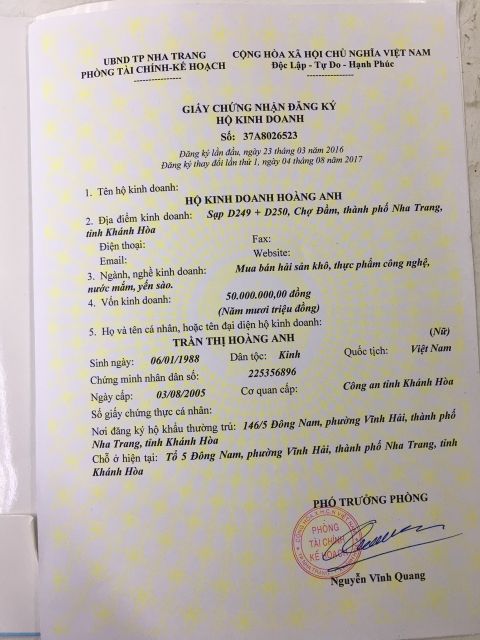 UBND TP NHA TRANG
PHÒNG TÀI CHÍNH-KẾ HOẠCH
CỘNG HÒA XÃ HỘI CHỦ NGHĨA VIỆT NAM
Độc Lập - Tự Do - Hạnh Phúc
GIẤY CHỨNG NHẬN ĐĂNG KÝ
HỘ KINH DOANH
Số: 37A8026523
Đăng ký lần đầu, ngày 23 tháng 03 năm 2016
Đăng ký thay đổi lần thứ 1, ngày 04 tháng 08 năm 2017
1. Tên hộ kinh doanh:
HỘ KINH DOANH HOÀNG ANH
2. Địa điểm kinh doanh: Sạp D249 + D250, Chợ Đầm, thành phố Nha Trang,
tỉnh Khánh Hòa
Điện thoại: Fax:
Email: Website:
3. Ngành, nghề kinh doanh: Mua bán hải sản khô, thực phẩm công nghệ,
nước mắm, yến sào.
4. Vốn kinh doanh: 50.000.000,00 đồng
(Năm mươi triệu đồng)
5. Họ và tên cá nhân, hoặc tên đại diện hộ kinh doanh:
TRẦN THỊ HOÀNG ANH (Nữ)
Sinh ngày: 06/01/1988 Dân tộc: Kinh Quốc tịch: Việt Nam
Chứng minh nhân dân số: 225356896
Ngày cấp: 03/08/2005 Cơ quan cấp: Công an tỉnh Khánh Hòa
Số giấy chứng thực cá nhân:
Nơi đăng ký hộ khẩu thường trú: 146/5 Đông Nam, phường Vĩnh Hải, thành phố
Nha Trang, tỉnh Khánh Hòa
Chỗ ở hiện tại: Tổ 5 Đông Nam, phường Vĩnh Hải, thành phố Nha Trang, tỉnh
Khánh Hòa
PHÓ TRƯỞNG PHÒNG
PHÒNG
TÀI CHÍNH
KẾ HOẠCH
Nguyễn Vĩnh Quang